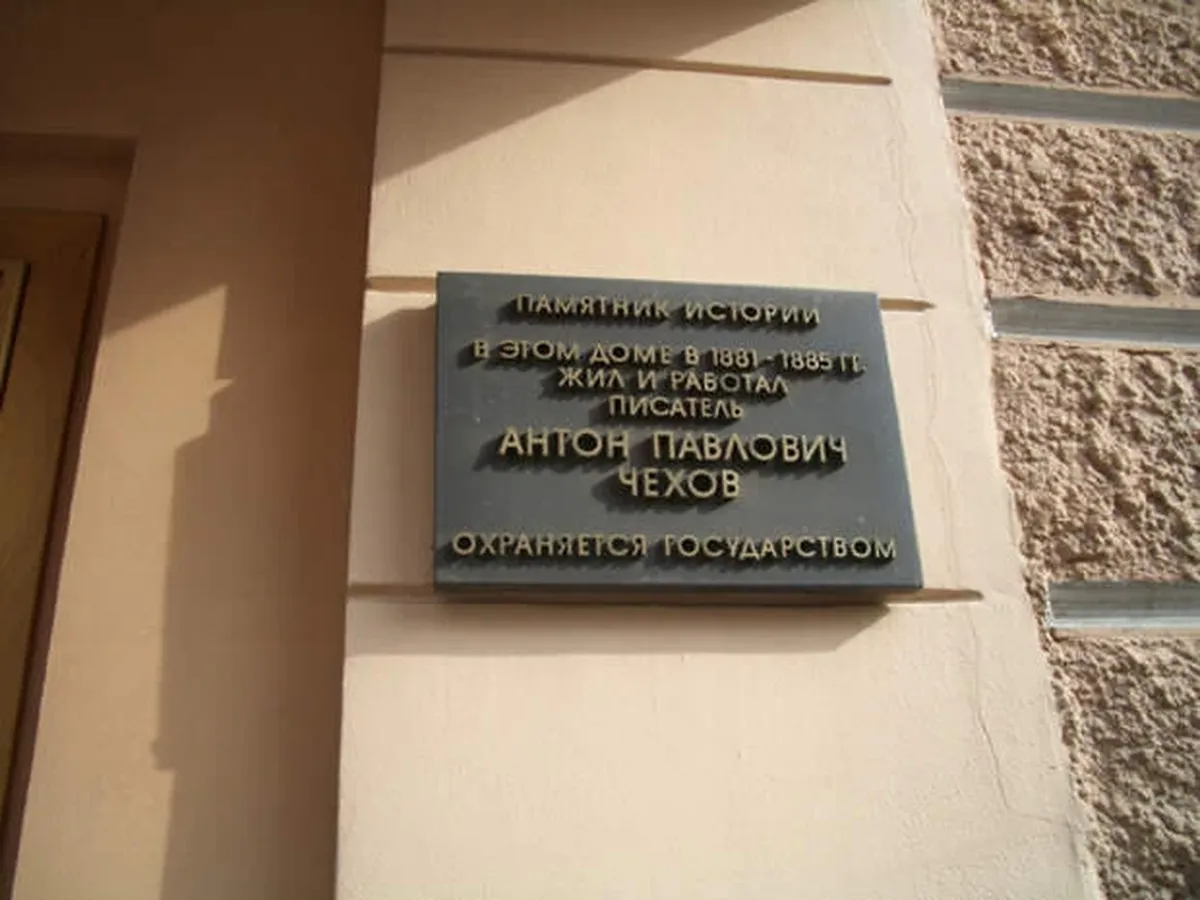 ПАМЯТНИК ИСТОРИИ
В ЭТОМ ДОМЕ В 1881-1885 ГГ.
ЖИЛ И РАБОТАЛ
ПИСАТЕЛЬ
АНТОН ПАВЛОВИЧ
ЧЕХОВ
ОХРАНЯЕТСЯ ГОСУДАРСТВОМ